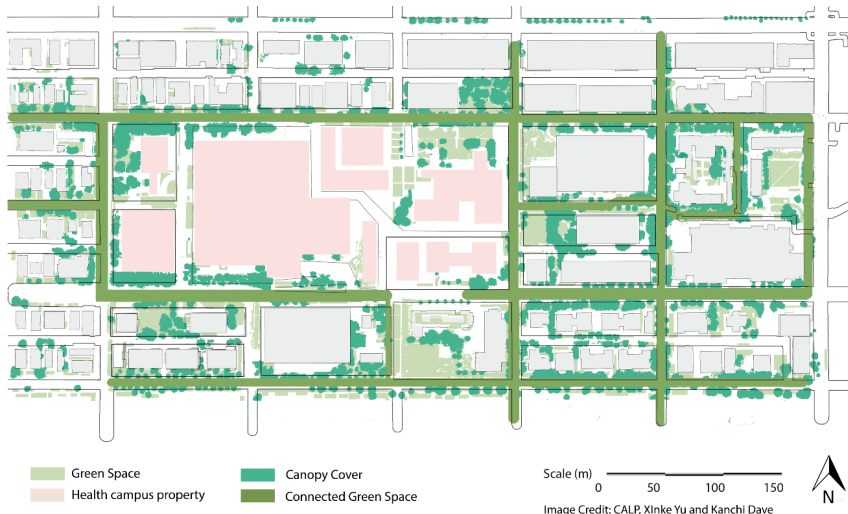 Green Space
Canopy Cover
Scale (m)
Health campus property
Connected Green Space
0 50 100 150
N
Image Credit: CALP, XInke Yu and Kanchi Dave